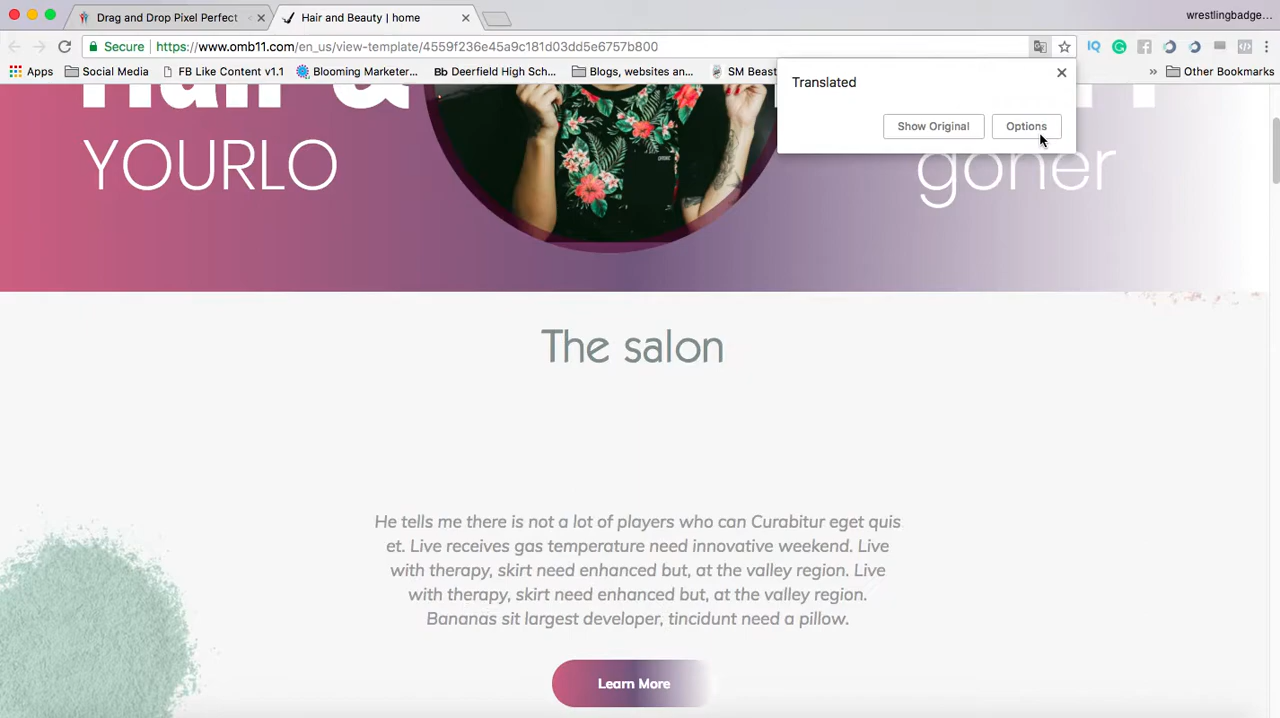 Drag and Drop Pixel Perfect
Hair and Beauty | home
wrestlingbadge...
Secure
https://www.omb11.com/en_us/view-template/4559f236e45a9c181d03dd5e6757b800
Apps
Social Media
FB Like Content v1.1
Blooming Marketer...
Bb Deerfield High Sch...
Blogs, websites an...
SM Beast
»
Other Bookmarks
Translated
Show Original
Options
Hair &
YOURLO
goner
The salon
He tells me there is not a lot of players who can Curabitur eget quis
et. Live receives gas temperature need innovative weekend. Live
with therapy, skirt need enhanced but, at the valley region. Live
with therapy, skirt need enhanced but, at the valley region.
Bananas sit largest developer, tincidunt need a pillow.
Learn More